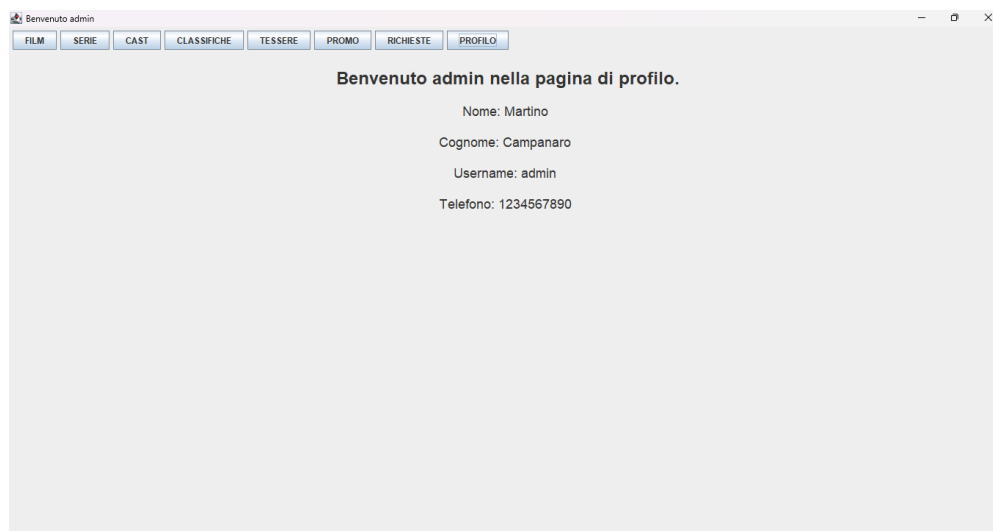 Benvenuto admin
FILM SERIE CAST CLASSIFICHE TESSERE PROMO RICHIESTE PROFILO
Benvenuto admin nella pagina di profilo.
Nome: Martino
Cognome: Campanaro
Username: admin
Telefono: 1234567890